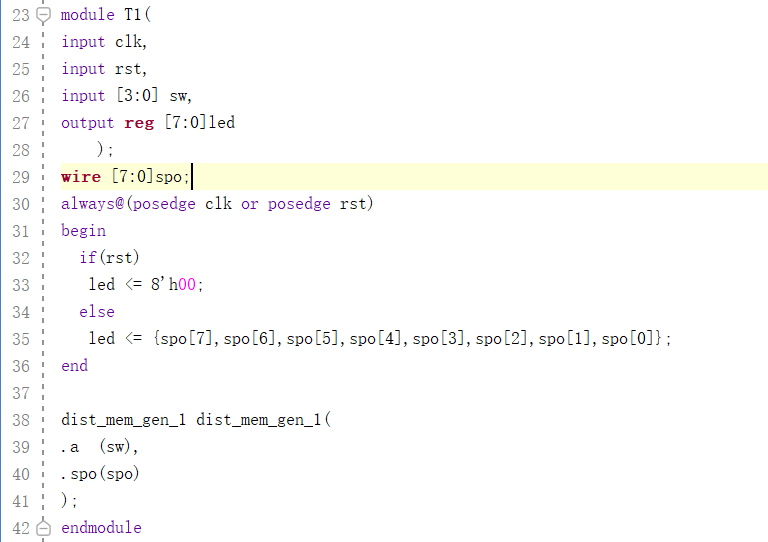 23 module T1(
24 input clk,
25 input rst,
26 input [3:0] sw,
27 output reg [7:0]led
28     );
29 wire [7:0]spo;
30 always@(posedge clk or posedge rst)
31 begin
32   if(rst)
33    led <= 8'h00;
34   else
35    led <= {spo[7],spo[6],spo[5],spo[4],spo[3],spo[2],spo[1],spo[0]};
36 end
37
38 dist_mem_gen_1 dist_mem_gen_1(
39 .a  (sw),
40 .spo(spo)
41 );
42 endmodule